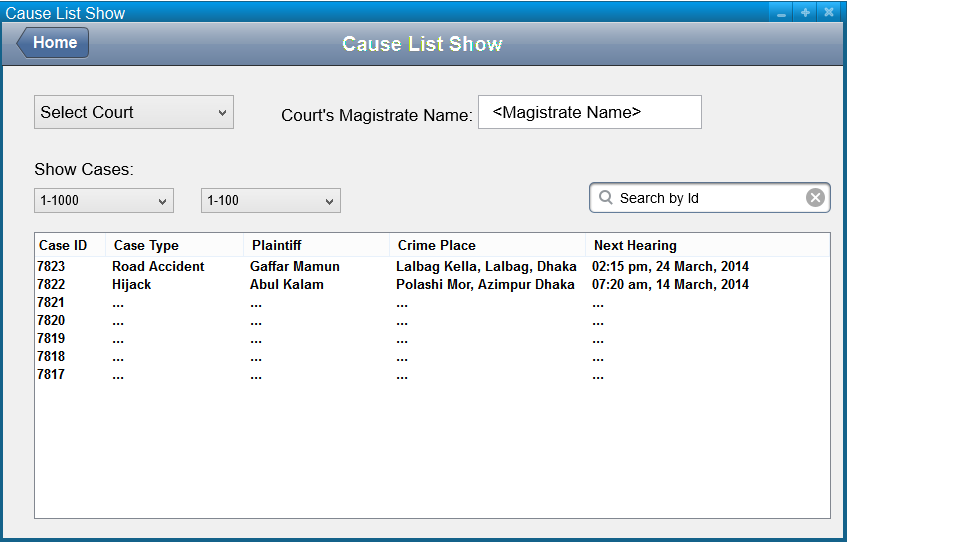 Cause List Show
Home
Cause List Show
Select Court
Court's Magistrate Name: <Magistrate Name>
Show Cases:
1-1000 1-100 Search by Id
Case ID Case Type Plaintiff Crime Place Next Hearing
7823 Road Accident Gaffar Mamun Lalbag Kella, Lalbag, Dhaka 02:15 pm, 24 March, 2014
7822 Hijack Abul Kalam Polashi Mor, Azimpur Dhaka 07:20 am, 14 March, 2014
7821 ... ... ... ...
7820 ... ... ... ...
7819 ... ... ... ...
7818 ... ... ... ...
7817 ... ... ... ...